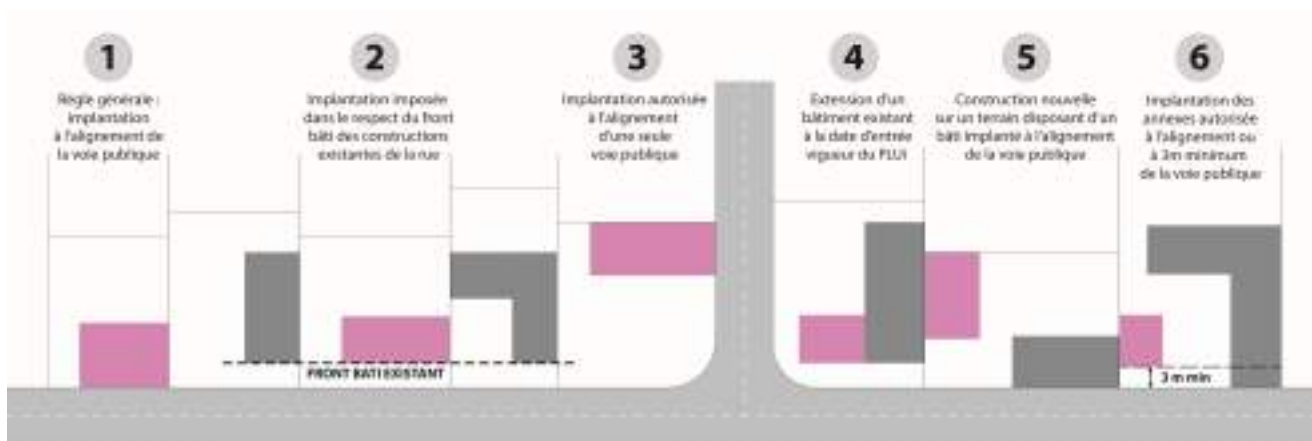 1
Règle générale :
implantation
à l'alignement de
la voie publique
2
Implantation imposée
dans le respect du front
bâti des constructions
existantes de la rue
3
Implantation autorisée
à l'alignement
d'une seule
voie publique
4
Extension d'un
bâtiment existant
à la date d'entrée
vigueur du PLUi
5
Construction nouvelle
sur un terrain disposant d'un
bâti implanté à l'alignement
de la voie publique
6
Implantation des
annexes autorisée
à l'alignement ou
à 3m minimum
de la voie publique
FRONT BATI EXISTANT
3 m min